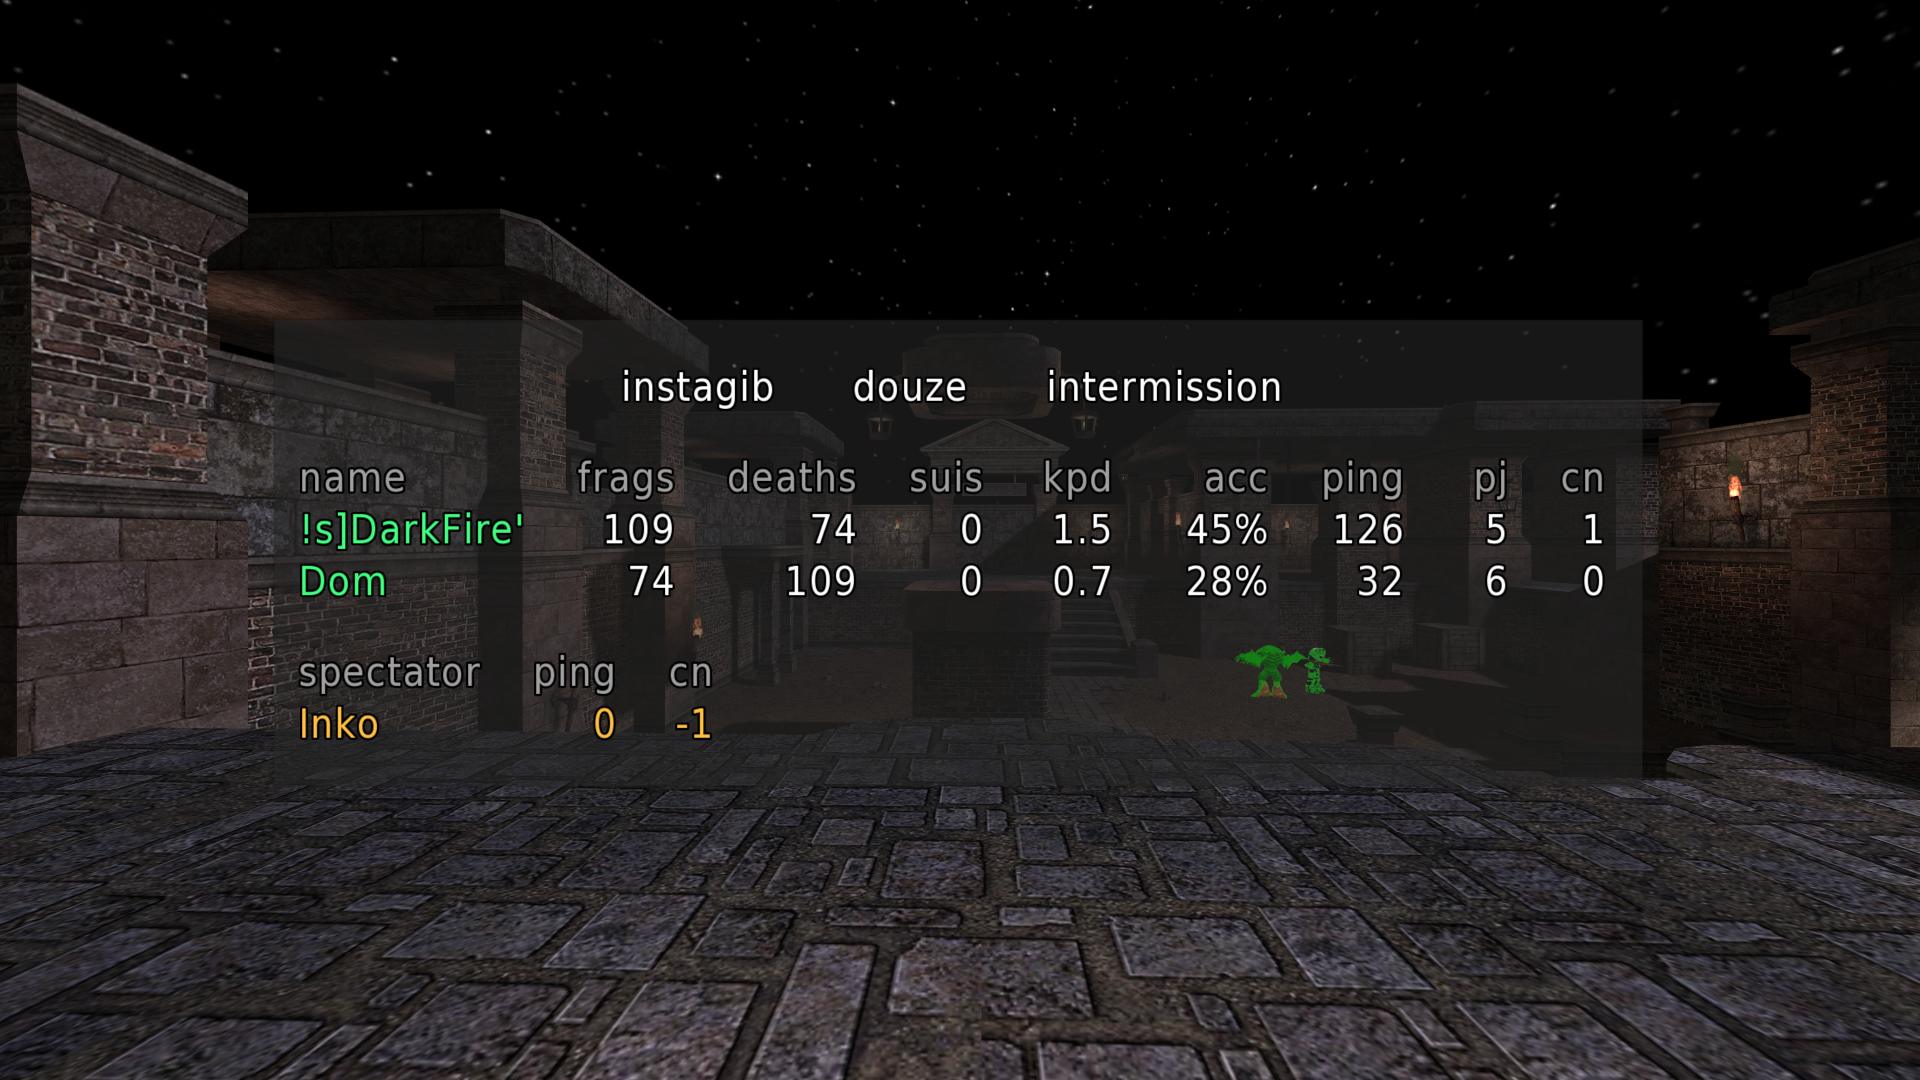 instagib douze intermission
name frags deaths suis kpd acc ping pj cn
!s]DarkFire' 109 74 0 1.5 45% 126 5 1
Dom 74 109 0 0.7 28% 32 6 0
spectator ping cn
Inko 0 -1